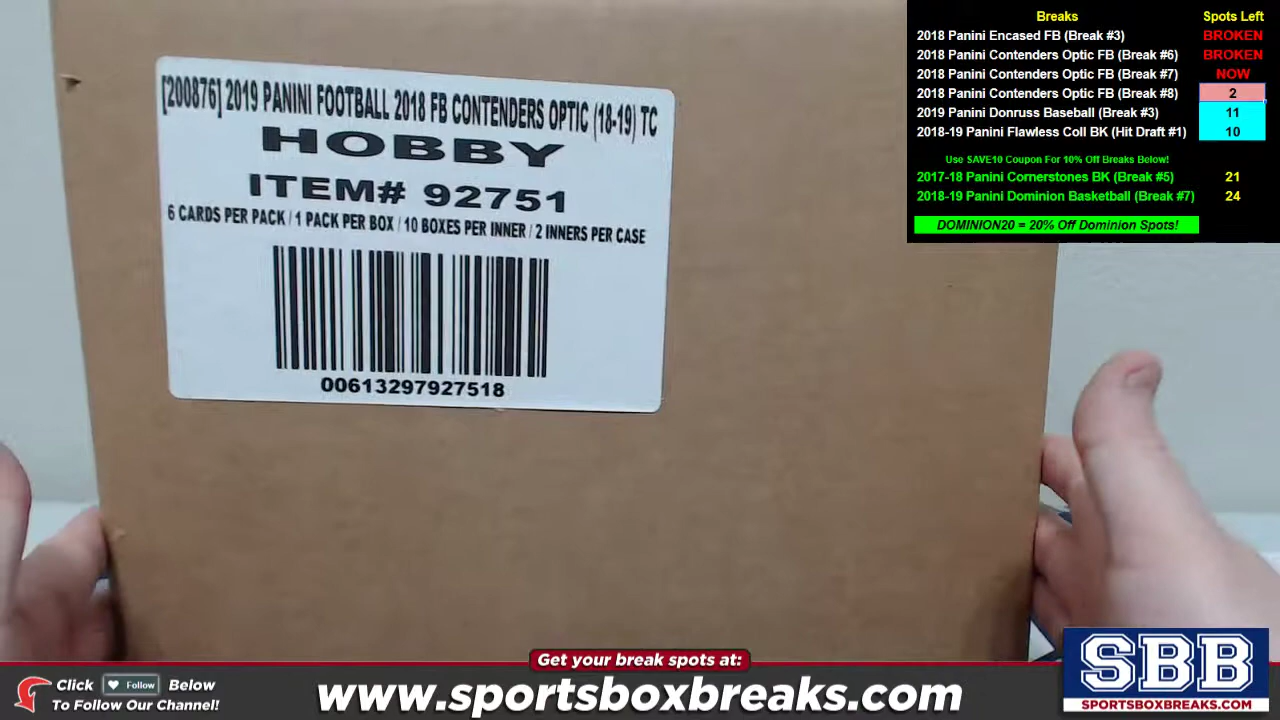 [200876] 2019 PANINI FOOTBALL 2018 FB CONTENDERS OPTIC (18-19) TC
HOBBY
ITEM# 92751
6 CARDS PER PACK / 1 PACK PER BOX / 10 BOXES PER INNER / 2 INNERS PER CASE
00613297927518
Breaks Spots Left
2018 Panini Encased FB (Break #3) BROKEN
2018 Panini Contenders Optic FB (Break #6) BROKEN
2018 Panini Contenders Optic FB (Break #7) NOW
2018 Panini Contenders Optic FB (Break #8) 2
2019 Panini Donruss Baseball (Break #3) 11
2018-19 Panini Flawless Coll BK (Hit Draft #1) 10
Use SAVE10 Coupon For 10% Off Breaks Below!
2017-18 Panini Cornerstones BK (Break #5) 21
2018-19 Panini Dominion Basketball (Break #7) 24
DOMINION20 = 20% Off Dominion Spots!
Get your break spots at:
Click Follow Below
To Follow Our Channel!
www.sportsboxbreaks.com
SBB
SPORTSBOXBREAKS.COM